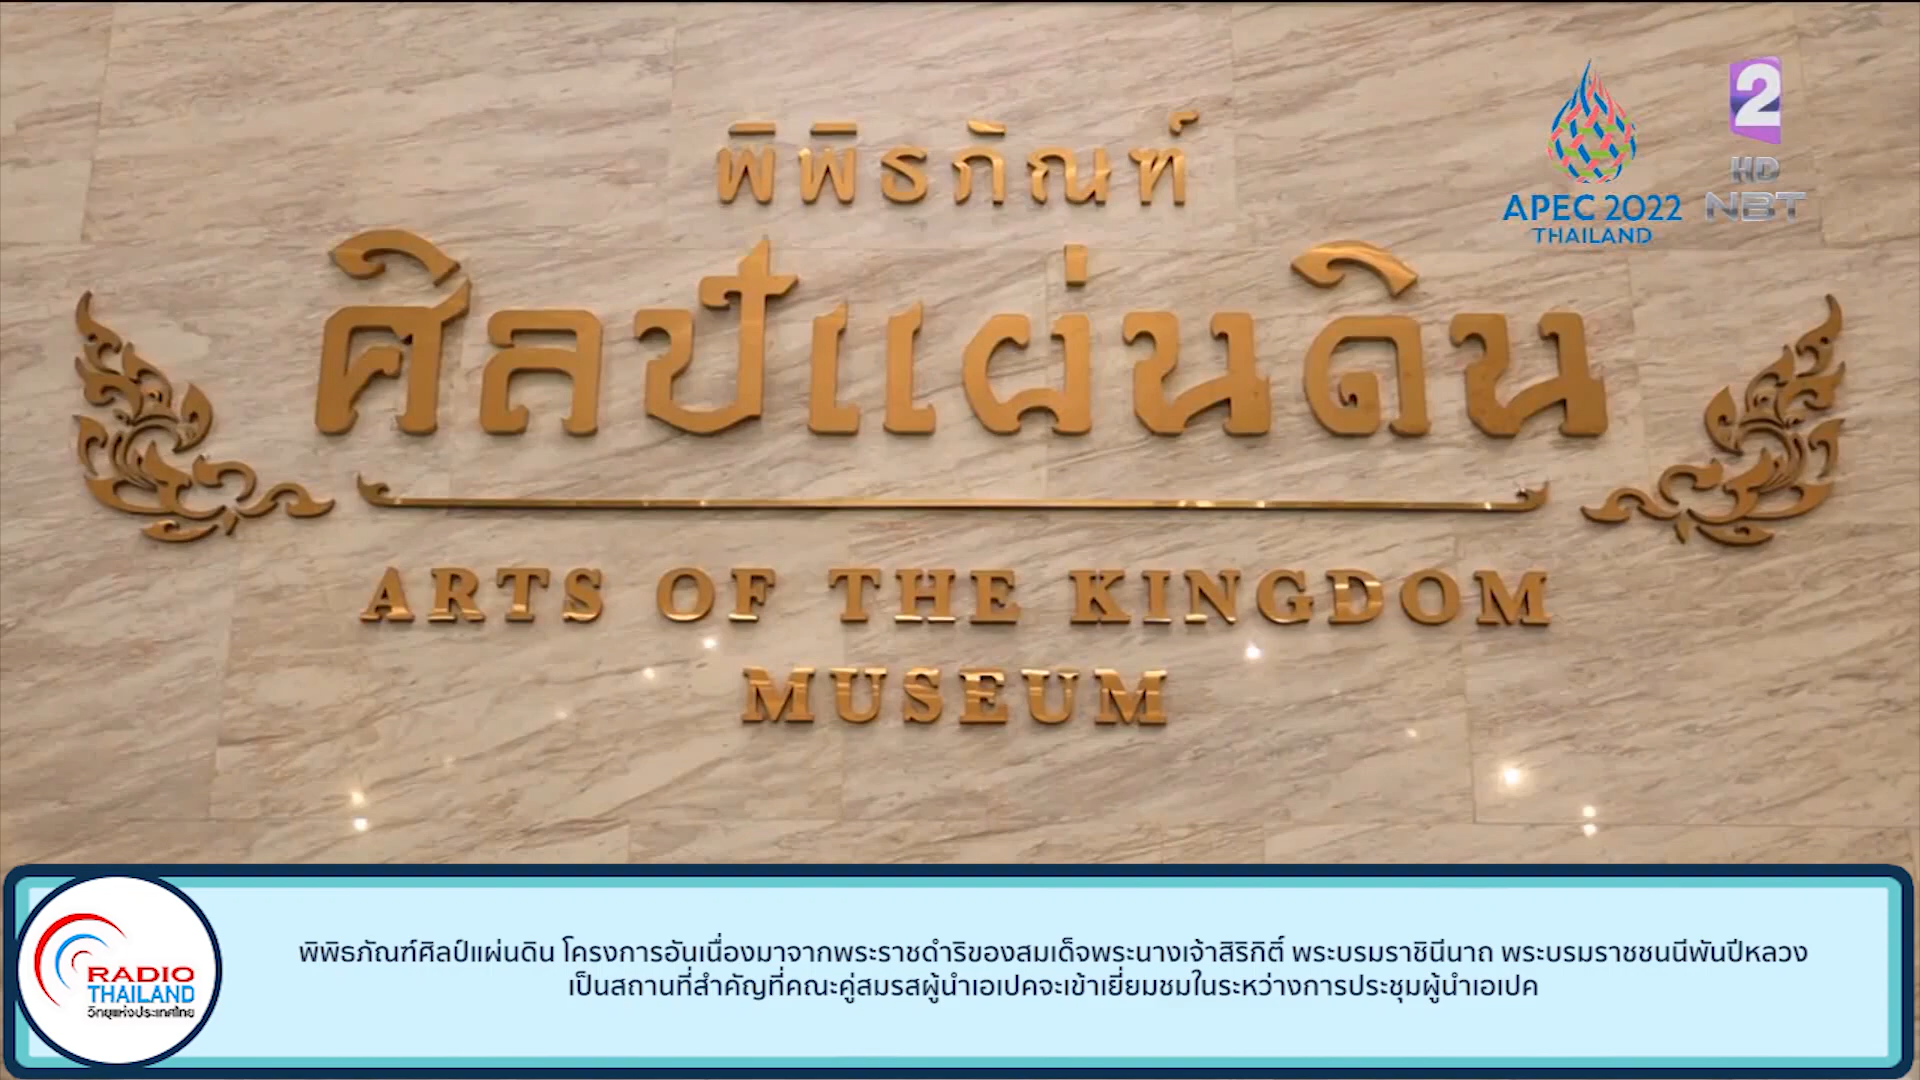 2
HD
NBT
APEC 2022
THAILAND
พิพิธภัณฑ์
ศิลป์แผ่นดิน
ARTS OF THE KINGDOM
MUSEUM
RADIO
THAILAND
วิทยุแห่งประเทศไทย
พิพิธภัณฑ์ศิลป์แผ่นดิน โครงการอันเนื่องมาจากพระราชดำริของสมเด็จพระนางเจ้าสิริกิติ์ พระบรมราชินีนาถ พระบรมราชชนนีพันปีหลวง
เป็นสถานที่สำคัญที่คณะคู่สมรสผู้นำเอเปคจะเข้าเยี่ยมชมในระหว่างการประชุมผู้นำเอเปค